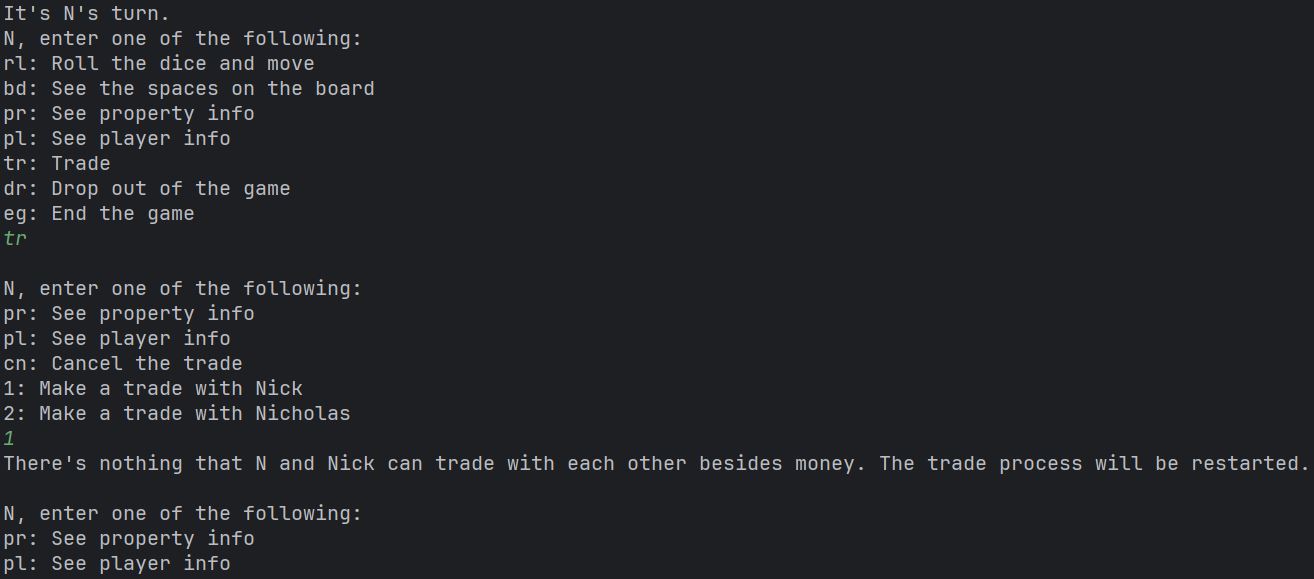 It's N's turn.
N, enter one of the following:
rl: Roll the dice and move
bd: See the spaces on the board
pr: See property info
pl: See player info
tr: Trade
dr: Drop out of the game
eg: End the game
tr
N, enter one of the following:
pr: See property info
pl: See player info
cn: Cancel the trade
1: Make a trade with Nick
2: Make a trade with Nicholas
1
There's nothing that N and Nick can trade with each other besides money. The trade process will be restarted.
N, enter one of the following:
pr: See property info
pl: See player info